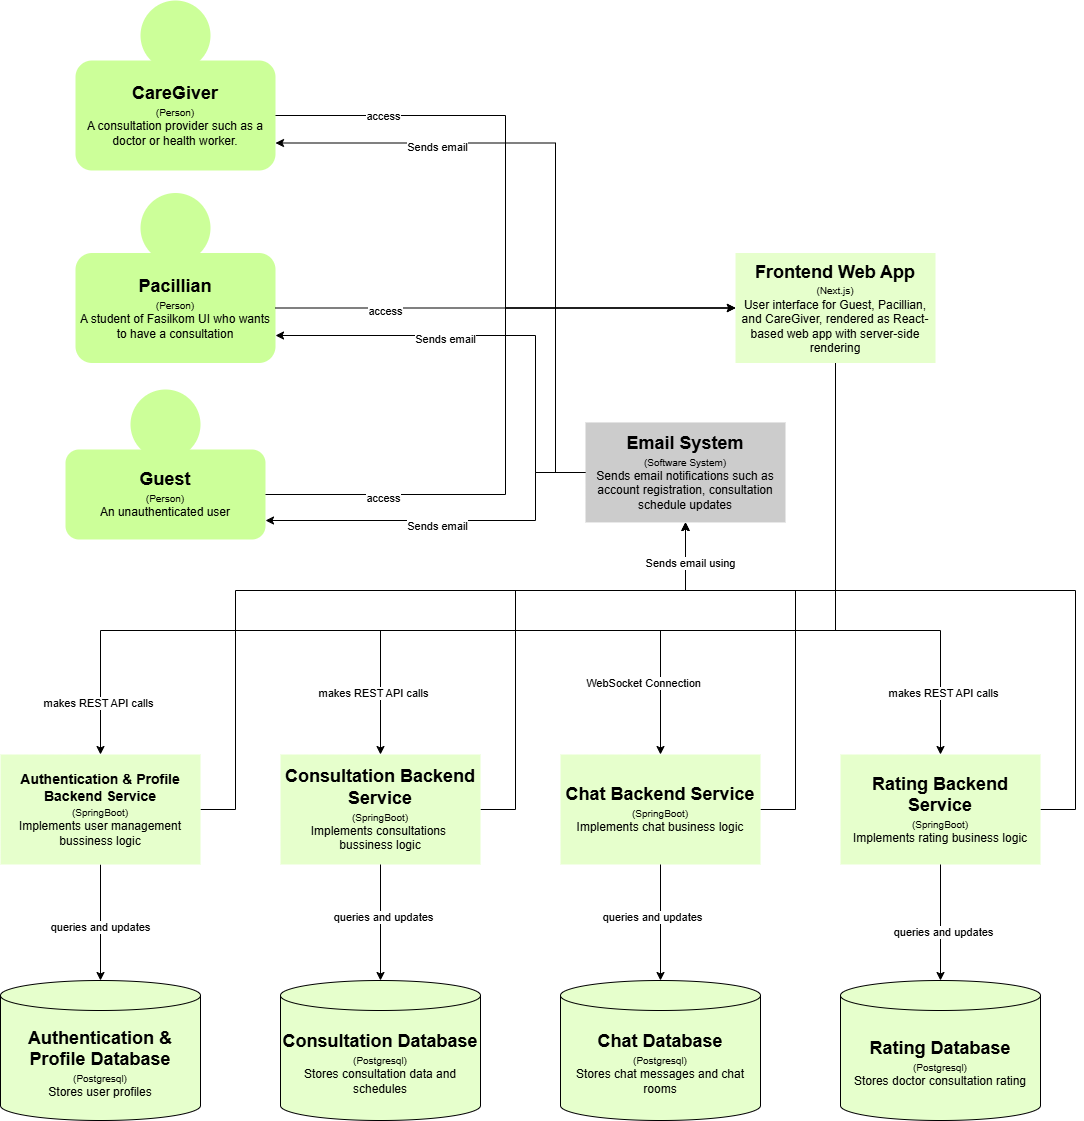 CareGiver
(Person)
A consultation provider such as a
doctor or health worker.
access
Sends email
Pacillian
(Person)
A student of Fasilkom UI who wants
to have a consultation
access
Sends email
Frontend Web App
(Next.js)
User interface for Guest, Pacillian,
and CareGiver, rendered as React-
based web app with server-side
rendering
Guest
(Person)
An unauthenticated user
access
Sends email
Email System
(Software System)
Sends email notifications such as
account registration, consultation
schedule updates
Sends email using
makes REST API calls
makes REST API calls
WebSocket Connection
makes REST API calls
Authentication & Profile
Backend Service
(SpringBoot)
Implements user management
bussiness logic
Consultation Backend
Service
(SpringBoot)
Implements consultations
bussiness logic
Chat Backend Service
(SpringBoot)
Implements chat business logic
Rating Backend
Service
(SpringBoot)
Implements rating business logic
queries and updates
queries and updates
queries and updates
queries and updates
Authentication &
Profile Database
(Postgresql)
Stores user profiles
Consultation Database
(Postgresql)
Stores consultation data and
schedules
Chat Database
(Postgresql)
Stores chat messages and chat
rooms
Rating Database
(Postgresql)
Stores doctor consultation rating